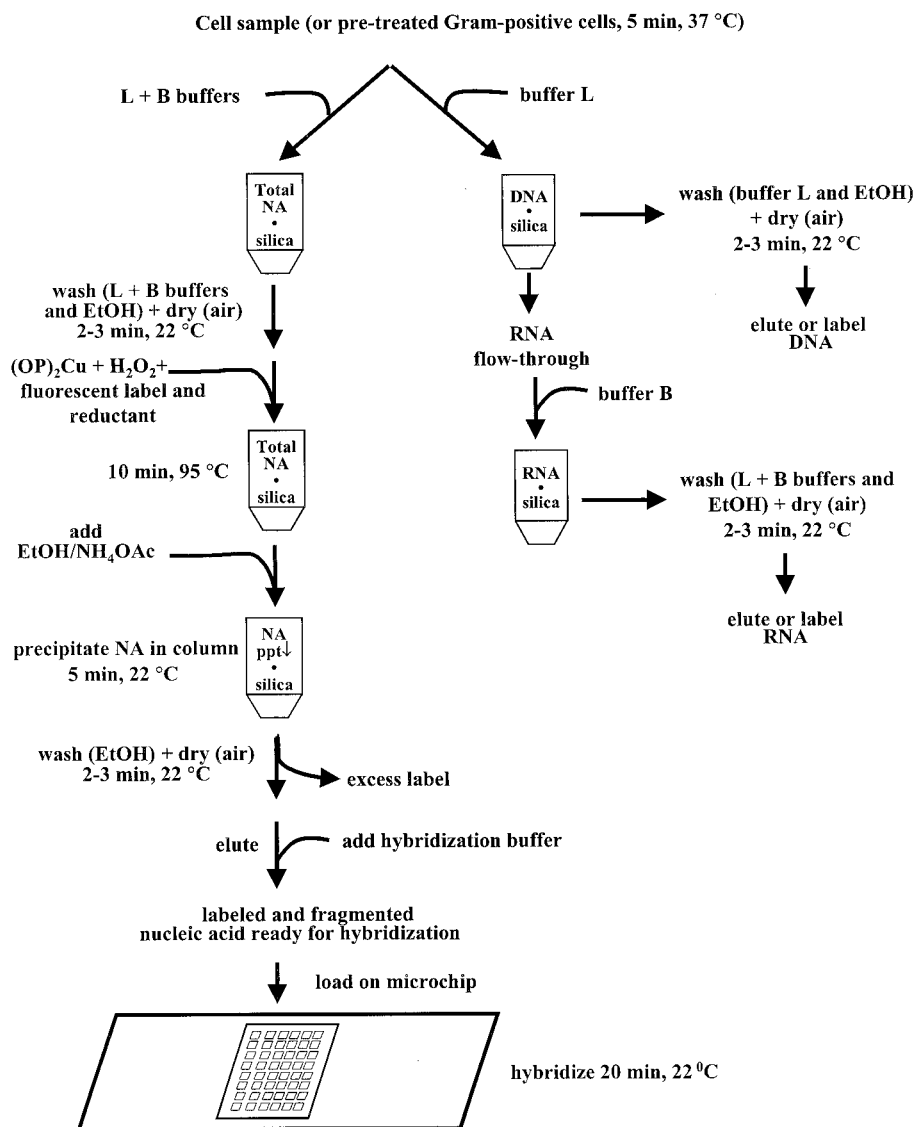 Cell sample (or pre-treated Gram-positive cells, 5 min, 37 °C)
L + B buffers
buffer L
Total
NA
•
silica
DNA
•
silica
wash (buffer L and EtOH)
+ dry (air)
2-3 min, 22 °C
elute or label
DNA
wash (L + B buffers
and EtOH) + dry (air)
2-3 min, 22 °C
RNA
flow-through
(OP)₂Cu + H₂O₂+
fluorescent label and
reductant
buffer B
10 min, 95 °C
Total
NA
•
silica
RNA
•
silica
wash (L + B buffers and
EtOH) + dry (air)
2-3 min, 22 °C
elute or label
RNA
add
EtOH/NH₄OAc
precipitate NA in column
5 min, 22 °C
NA
ppt↓
•
silica
wash (EtOH) + dry (air)
2-3 min, 22 °C
excess label
elute
add hybridization buffer
labeled and fragmented
nucleic acid ready for hybridization
load on microchip
hybridize 20 min, 22 ⁰C